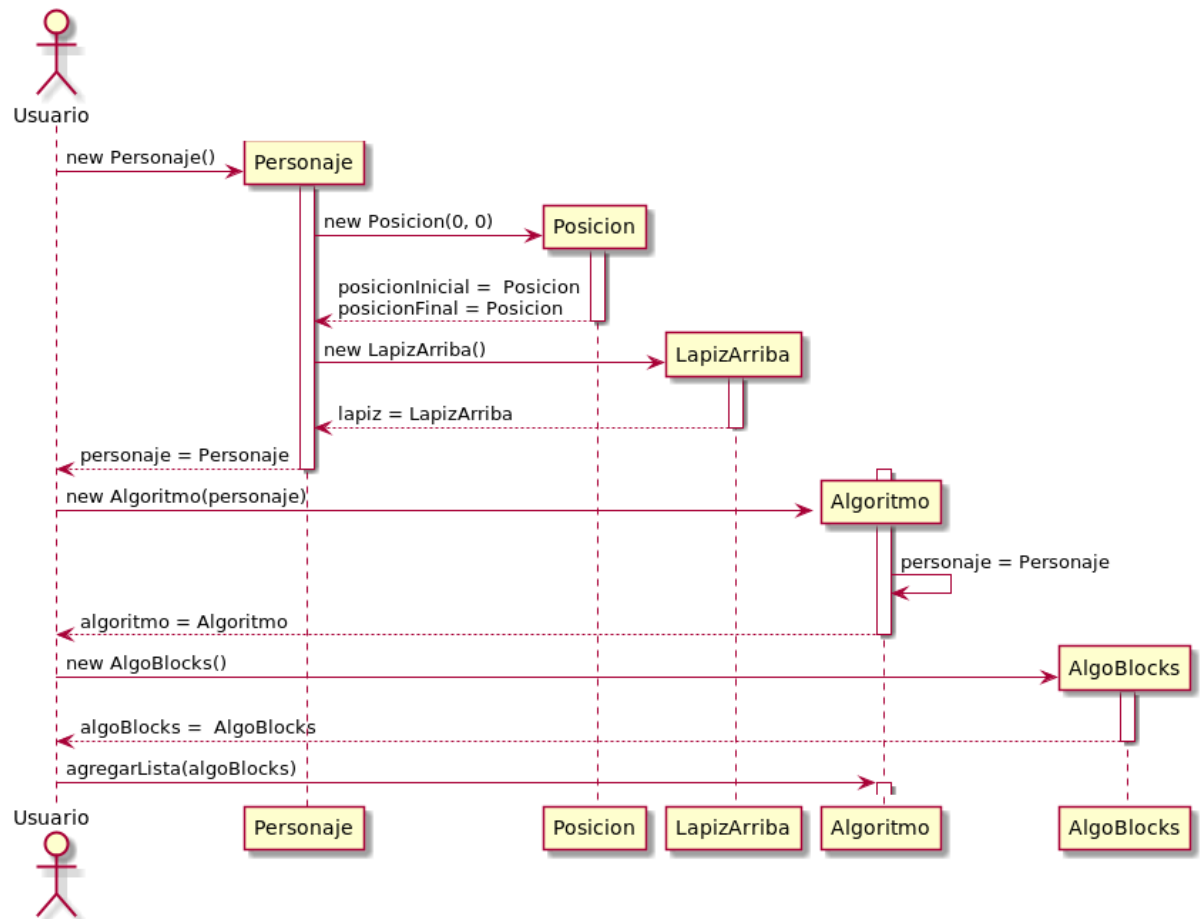 Usuario
new Personaje()
Personaje
new Posicion(0, 0)
Posicion
posicionInicial =  Posicion
posicionFinal = Posicion
new LapizArriba()
LapizArriba
lapiz = LapizArriba
personaje = Personaje
new Algoritmo(personaje)
Algoritmo
personaje = Personaje
algoritmo = Algoritmo
new AlgoBlocks()
AlgoBlocks
algoBlocks =  AlgoBlocks
agregarLista(algoBlocks)
Usuario
Personaje
Posicion
LapizArriba
Algoritmo
AlgoBlocks